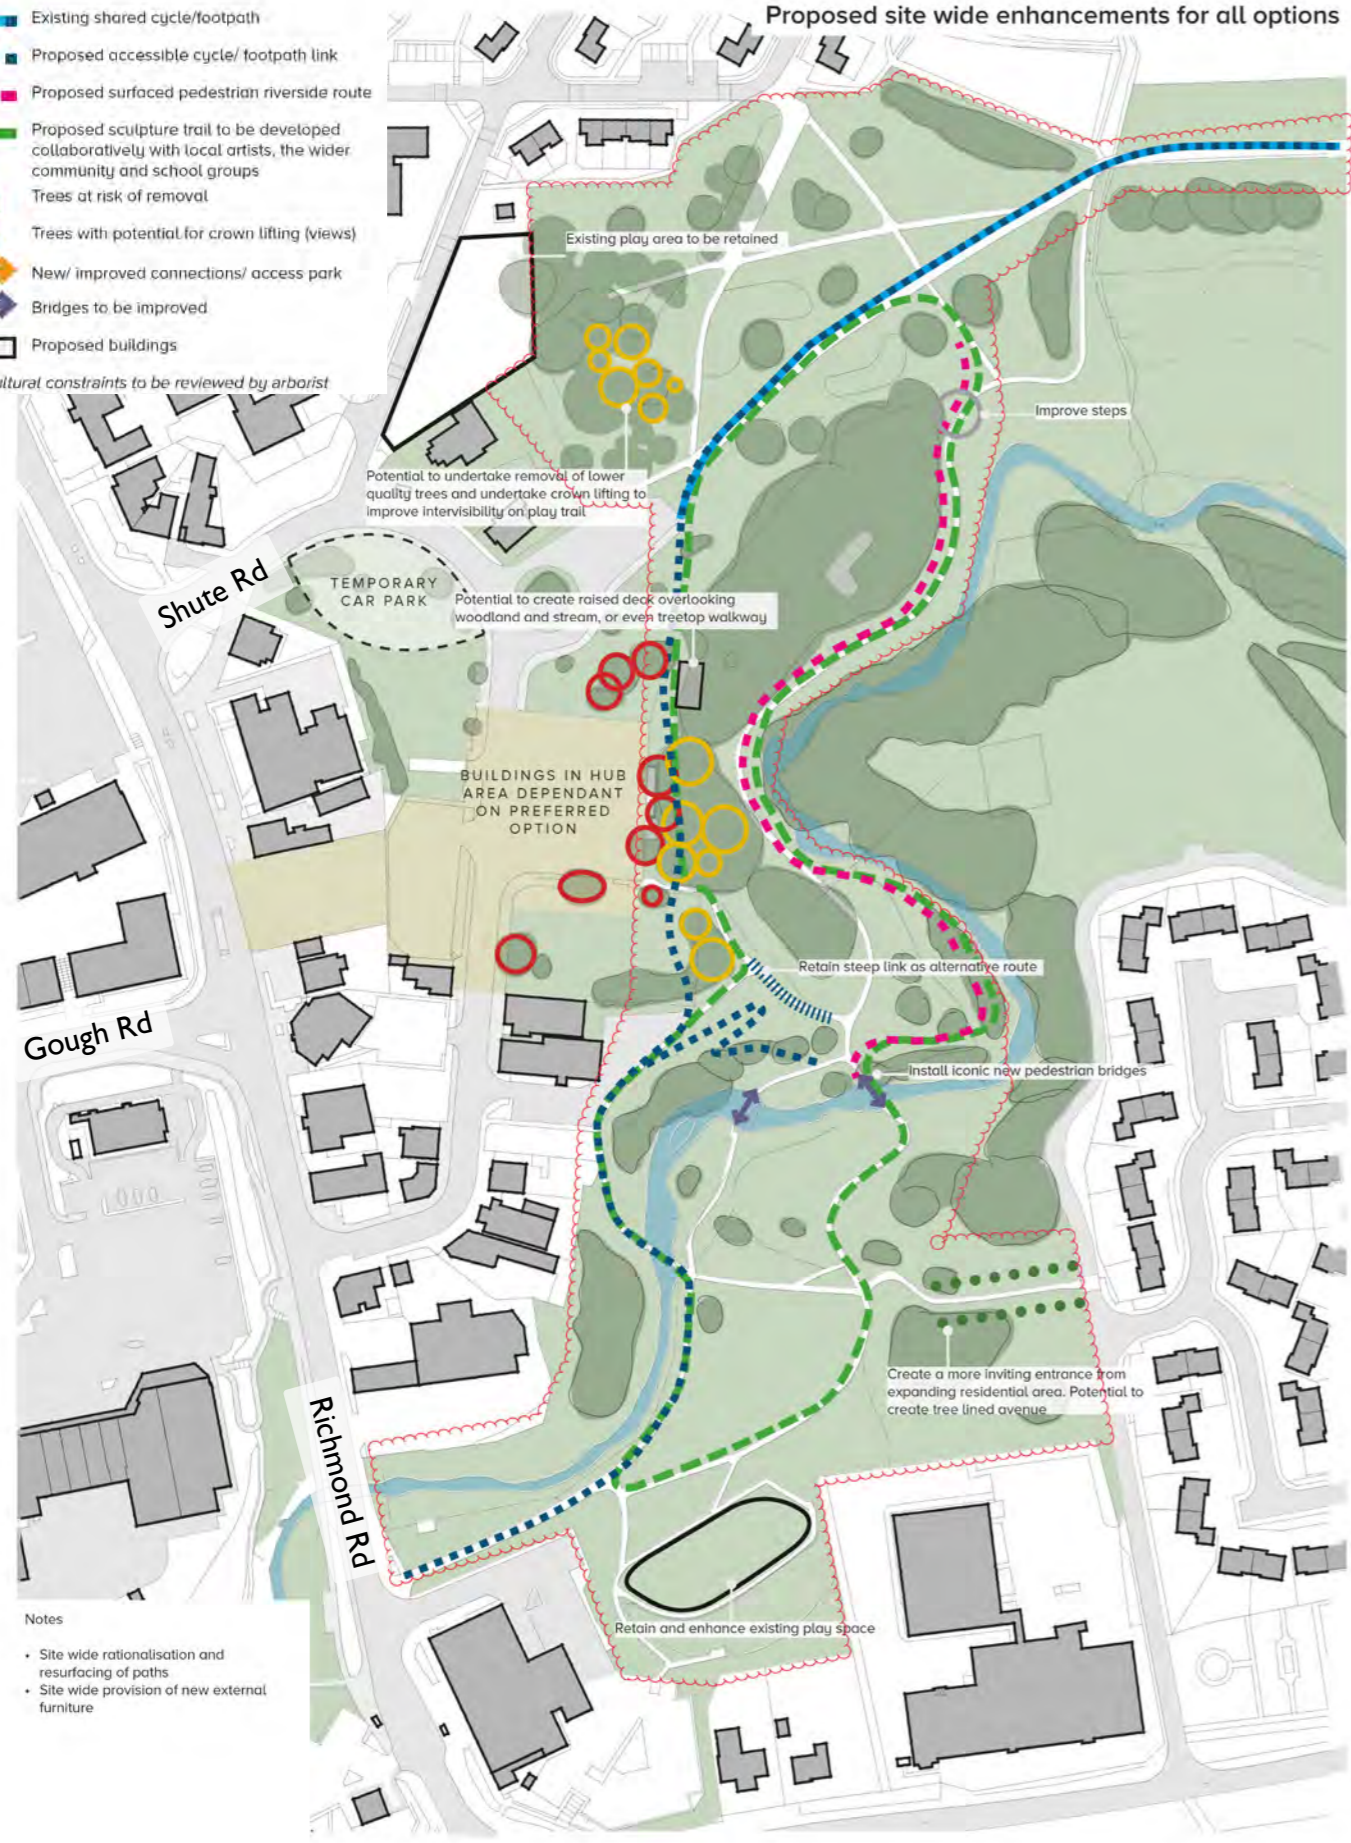 Proposed site wide enhancements for all options
Existing shared cycle/footpath
Proposed accessible cycle/ footpath link
Proposed surfaced pedestrian riverside route
Proposed sculpture trail to be developed
collaboratively with local artists, the wider
community and school groups
Trees at risk of removal
Trees with potential for crown lifting (views)
New/ improved connections/ access park
Bridges to be improved
Proposed buildings
ltural constraints to be reviewed by arborist
Existing play area to be retained
Improve steps
Potential to undertake removal of lower
quality trees and undertake crown lifting to
improve intervisibility on play trail
Shute Rd
TEMPORARY
CAR PARK
Potential to create raised deck overlooking
woodland and stream, or even treetop walkway
BUILDINGS IN HUB
AREA DEPENDANT
ON PREFERRED
OPTION
Retain steep link as alternative route
Gough Rd
Install iconic new pedestrian bridges
Create a more inviting entrance from
expanding residential area. Potential to
create tree lined avenue
Richmond Rd
Retain and enhance existing play space
Notes
• Site wide rationalisation and
resurfacing of paths
• Site wide provision of new external
furniture